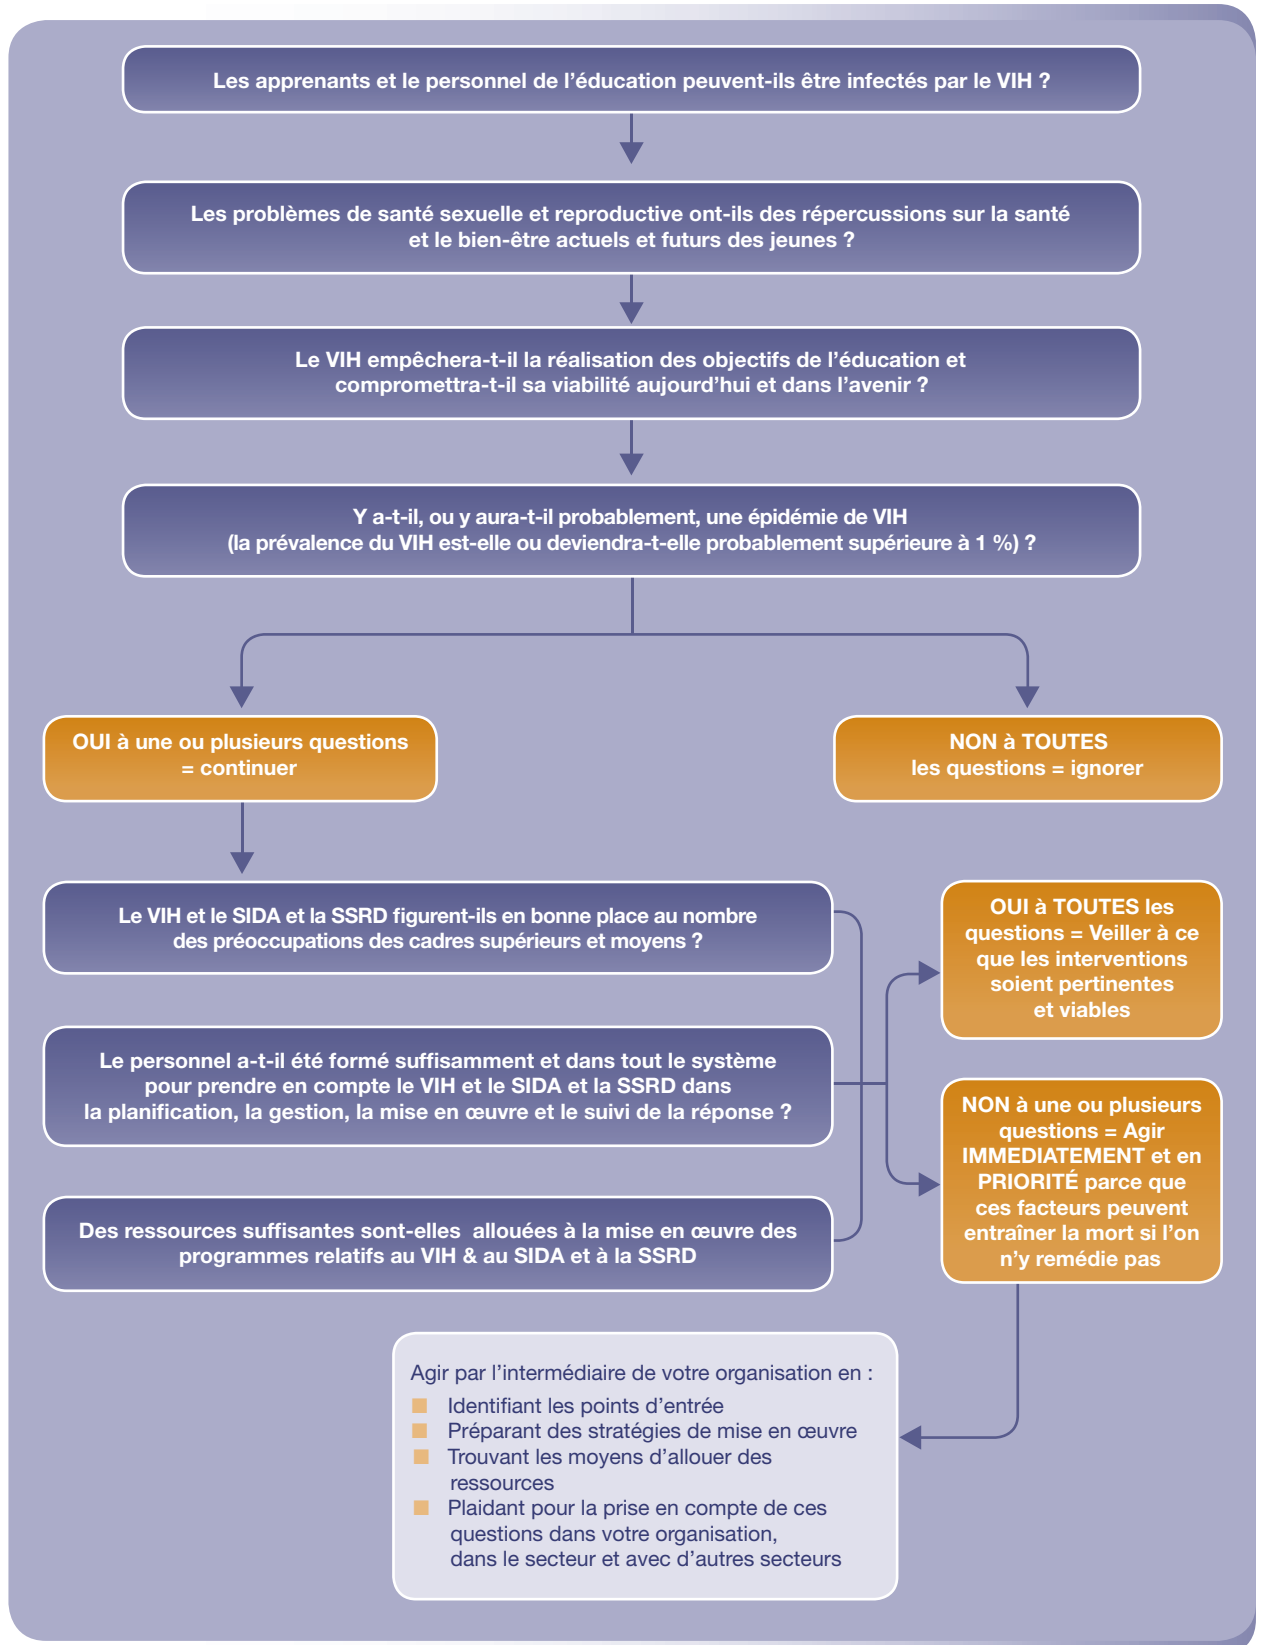 Les apprenants et le personnel de l’éducation peuvent-ils être infectés par le VIH ?
Les problèmes de santé sexuelle et reproductive ont-ils des répercussions sur la santé
et le bien-être actuels et futurs des jeunes ?
Le VIH empêchera-t-il la réalisation des objectifs de l’éducation et
compromettra-t-il sa viabilité aujourd’hui et dans l’avenir ?
Y a-t-il, ou y aura-t-il probablement, une épidémie de VIH
(la prévalence du VIH est-elle ou deviendra-t-elle probablement supérieure à 1 %) ?
OUI à une ou plusieurs questions
= continuer
NON à TOUTES
les questions = ignorer
Le VIH et le SIDA et la SSRD figurent-ils en bonne place au nombre
des préoccupations des cadres supérieurs et moyens ?
Le personnel a-t-il été formé suffisamment et dans tout le système
pour prendre en compte le VIH et le SIDA et la SSRD dans
la planification, la gestion, la mise en œuvre et le suivi de la réponse ?
Des ressources suffisantes sont-elles allouées à la mise en œuvre des
programmes relatifs au VIH & au SIDA et à la SSRD
OUI à TOUTES les
questions = Veiller à ce
que les interventions
soient pertinentes
et viables
NON à une ou plusieurs
questions = Agir
IMMEDIATEMENT et en
PRIORITÉ parce que
ces facteurs peuvent
entraîner la mort si l’on
n’y remédie pas
Agir par l’intermédiaire de votre organisation en :
Identifiant les points d’entrée
Préparant des stratégies de mise en œuvre
Trouvant les moyens d’allouer des
ressources
Plaidant pour la prise en compte de ces
questions dans votre organisation,
dans le secteur et avec d’autres secteurs